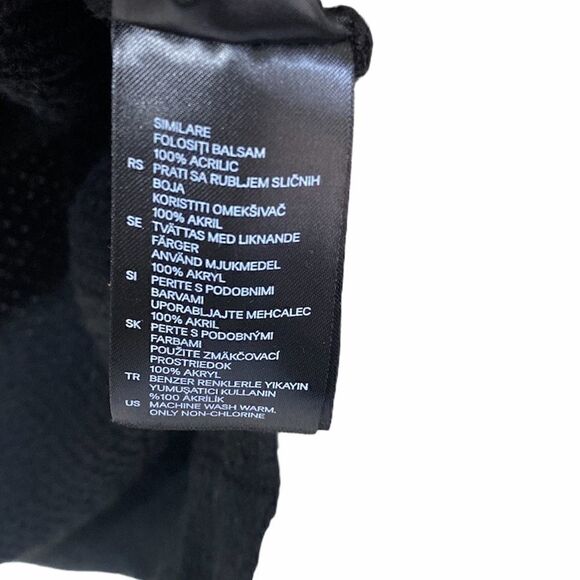 SIMILARE
FOLOSIȚI BALSAM
100% ACRILIC
RS PRATI SA RUBLJEM SLIČNIH
BOJA
KORISTITI OMEKŠIVAČ
100% AKRIL
SE TVÄTTAS MED LIKNANDE
FÄRGER
ANVÄND MJUKMEDEL
100% AKRYL
SI PERITE S PODOBNIMI
BARVAMI
UPORABLJAJTE MEHČALEC
100% AKRIL
SK PERTE S PODOBNÝMI
FARBAMI
POUŽITE ZMÄKČOVACÍ
PROSTRIEDOK
100% AKRYL
TR BENZER RENKLERLE YIKAYIN
YUMUŞATICI KULLANIN
%100 AKRİLİK
US MACHINE WASH WARM.
ONLY NON-CHLORINE